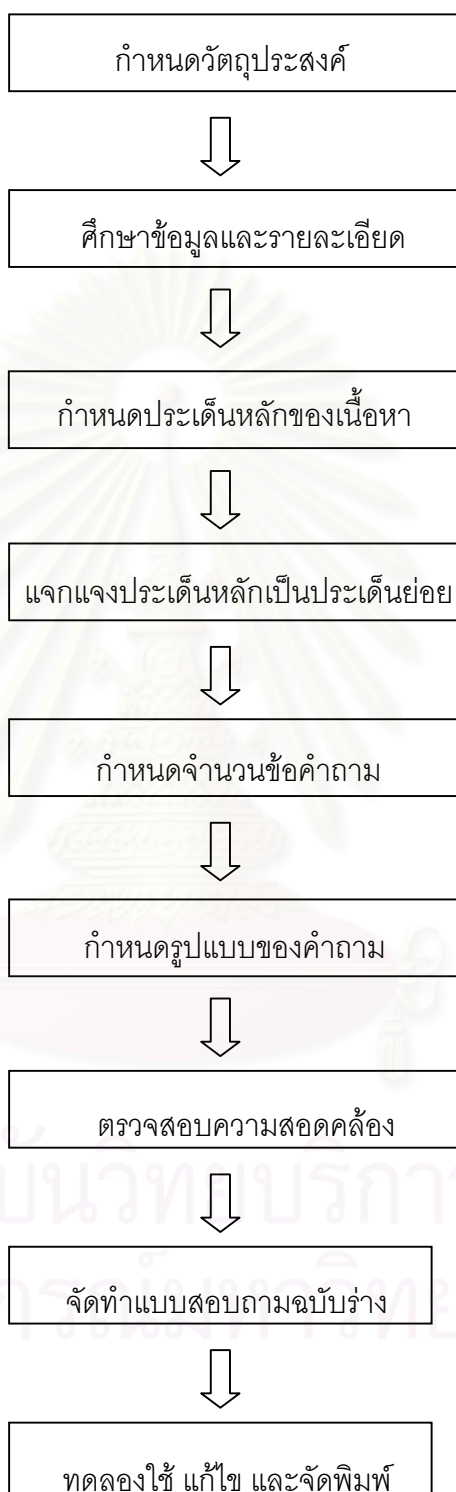 กำหนดวัตถุประสงค์
ศึกษาข้อมูลและรายละเอียด
กำหนดประเด็นหลักของเนื้อหา
แจกแจงประเด็นหลักเป็นประเด็นย่อย
กำหนดจำนวนข้อคำถาม
กำหนดรูปแบบของคำถาม
ตรวจสอบความสอดคล้อง
จัดทำแบบสอบถามฉบับร่าง
ทดลองใช้ แก้ไข และจัดพิมพ์